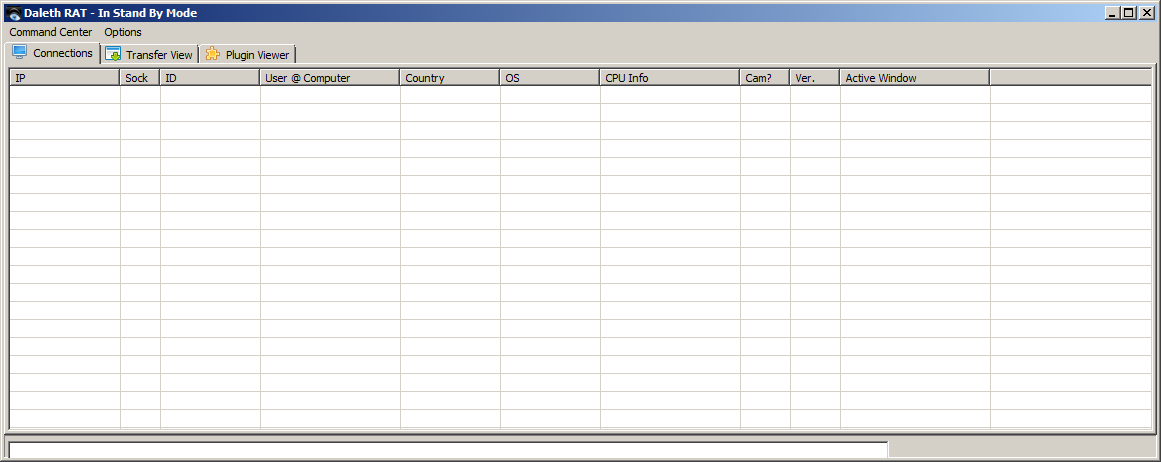 Daleth RAT - In Stand By Mode
Command Center Options
Connections Transfer View Plugin Viewer
IP Sock ID User @ Computer Country OS CPU Info Cam? Ver. Active Window